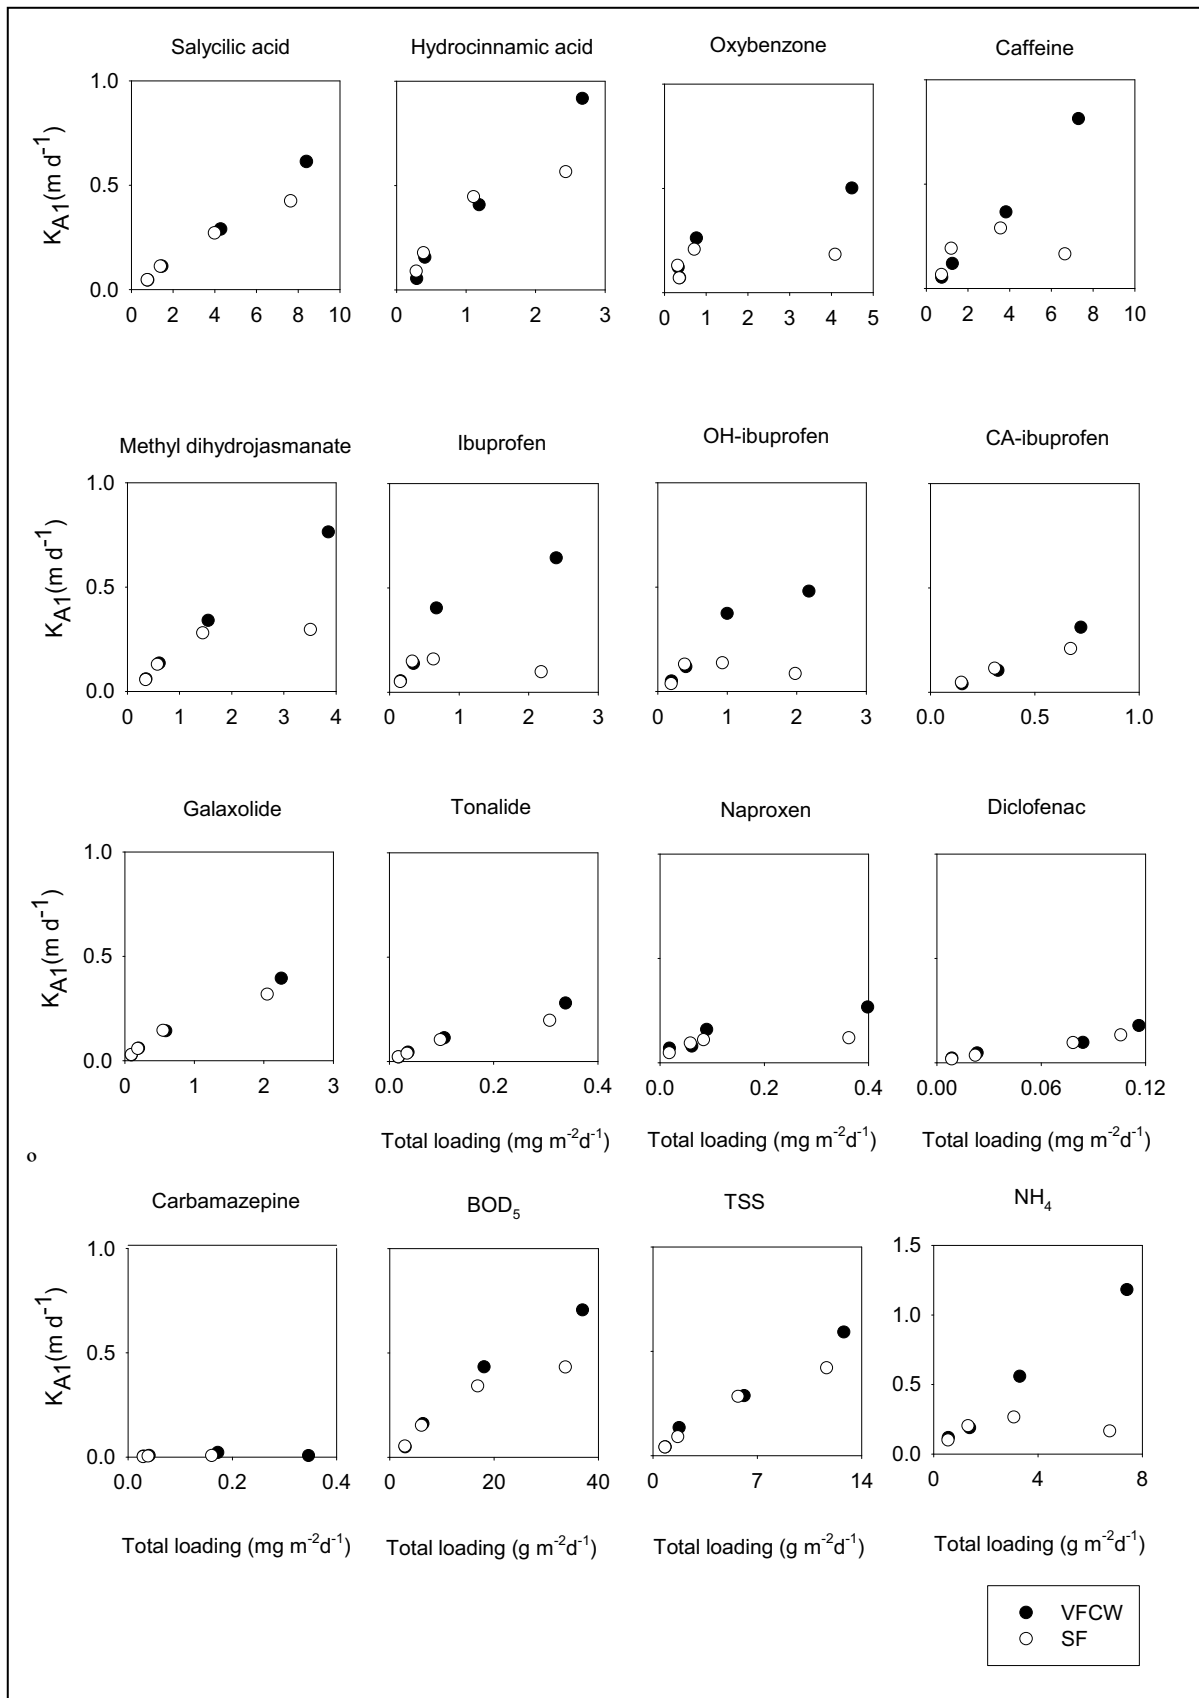 Salycilic acid Hydrocinnamic acid Oxybenzone Caffeine
K_A1(m d^-1)
1.0
0.5
0.0
0 2 4 6 8 10 0 1 2 3 0 1 2 3 4 5 0 2 4 6 8 10
Methyl dihydrojasmanate Ibuprofen OH-ibuprofen CA-ibuprofen
K_A1(m d^-1)
1.0
0.5
0.0
0 1 2 3 4 0 1 2 3 0 1 2 3 0.0 0.5 1.0
Galaxolide Tonalide Naproxen Diclofenac
K_A1(m d^-1)
1.0
0.5
0.0
0 1 2 3 0.0 0.2 0.4 0.0 0.2 0.4 0.00 0.06 0.12
Total loading (mg m^-2d^-1) Total loading (mg m^-2d^-1) Total loading (mg m^-2d^-1)
o
Carbamazepine BOD_5 TSS NH_4
K_A1(m d^-1)
1.0
0.5
0.0
1.5
1.0
0.5
0.0
0.0 0.2 0.4 0 20 40 0 7 14 0 4 8
Total loading (mg m^-2d^-1) Total loading (g m^-2d^-1) Total loading (g m^-2d^-1) Total loading (g m^-2d^-1)
VFCW
SF